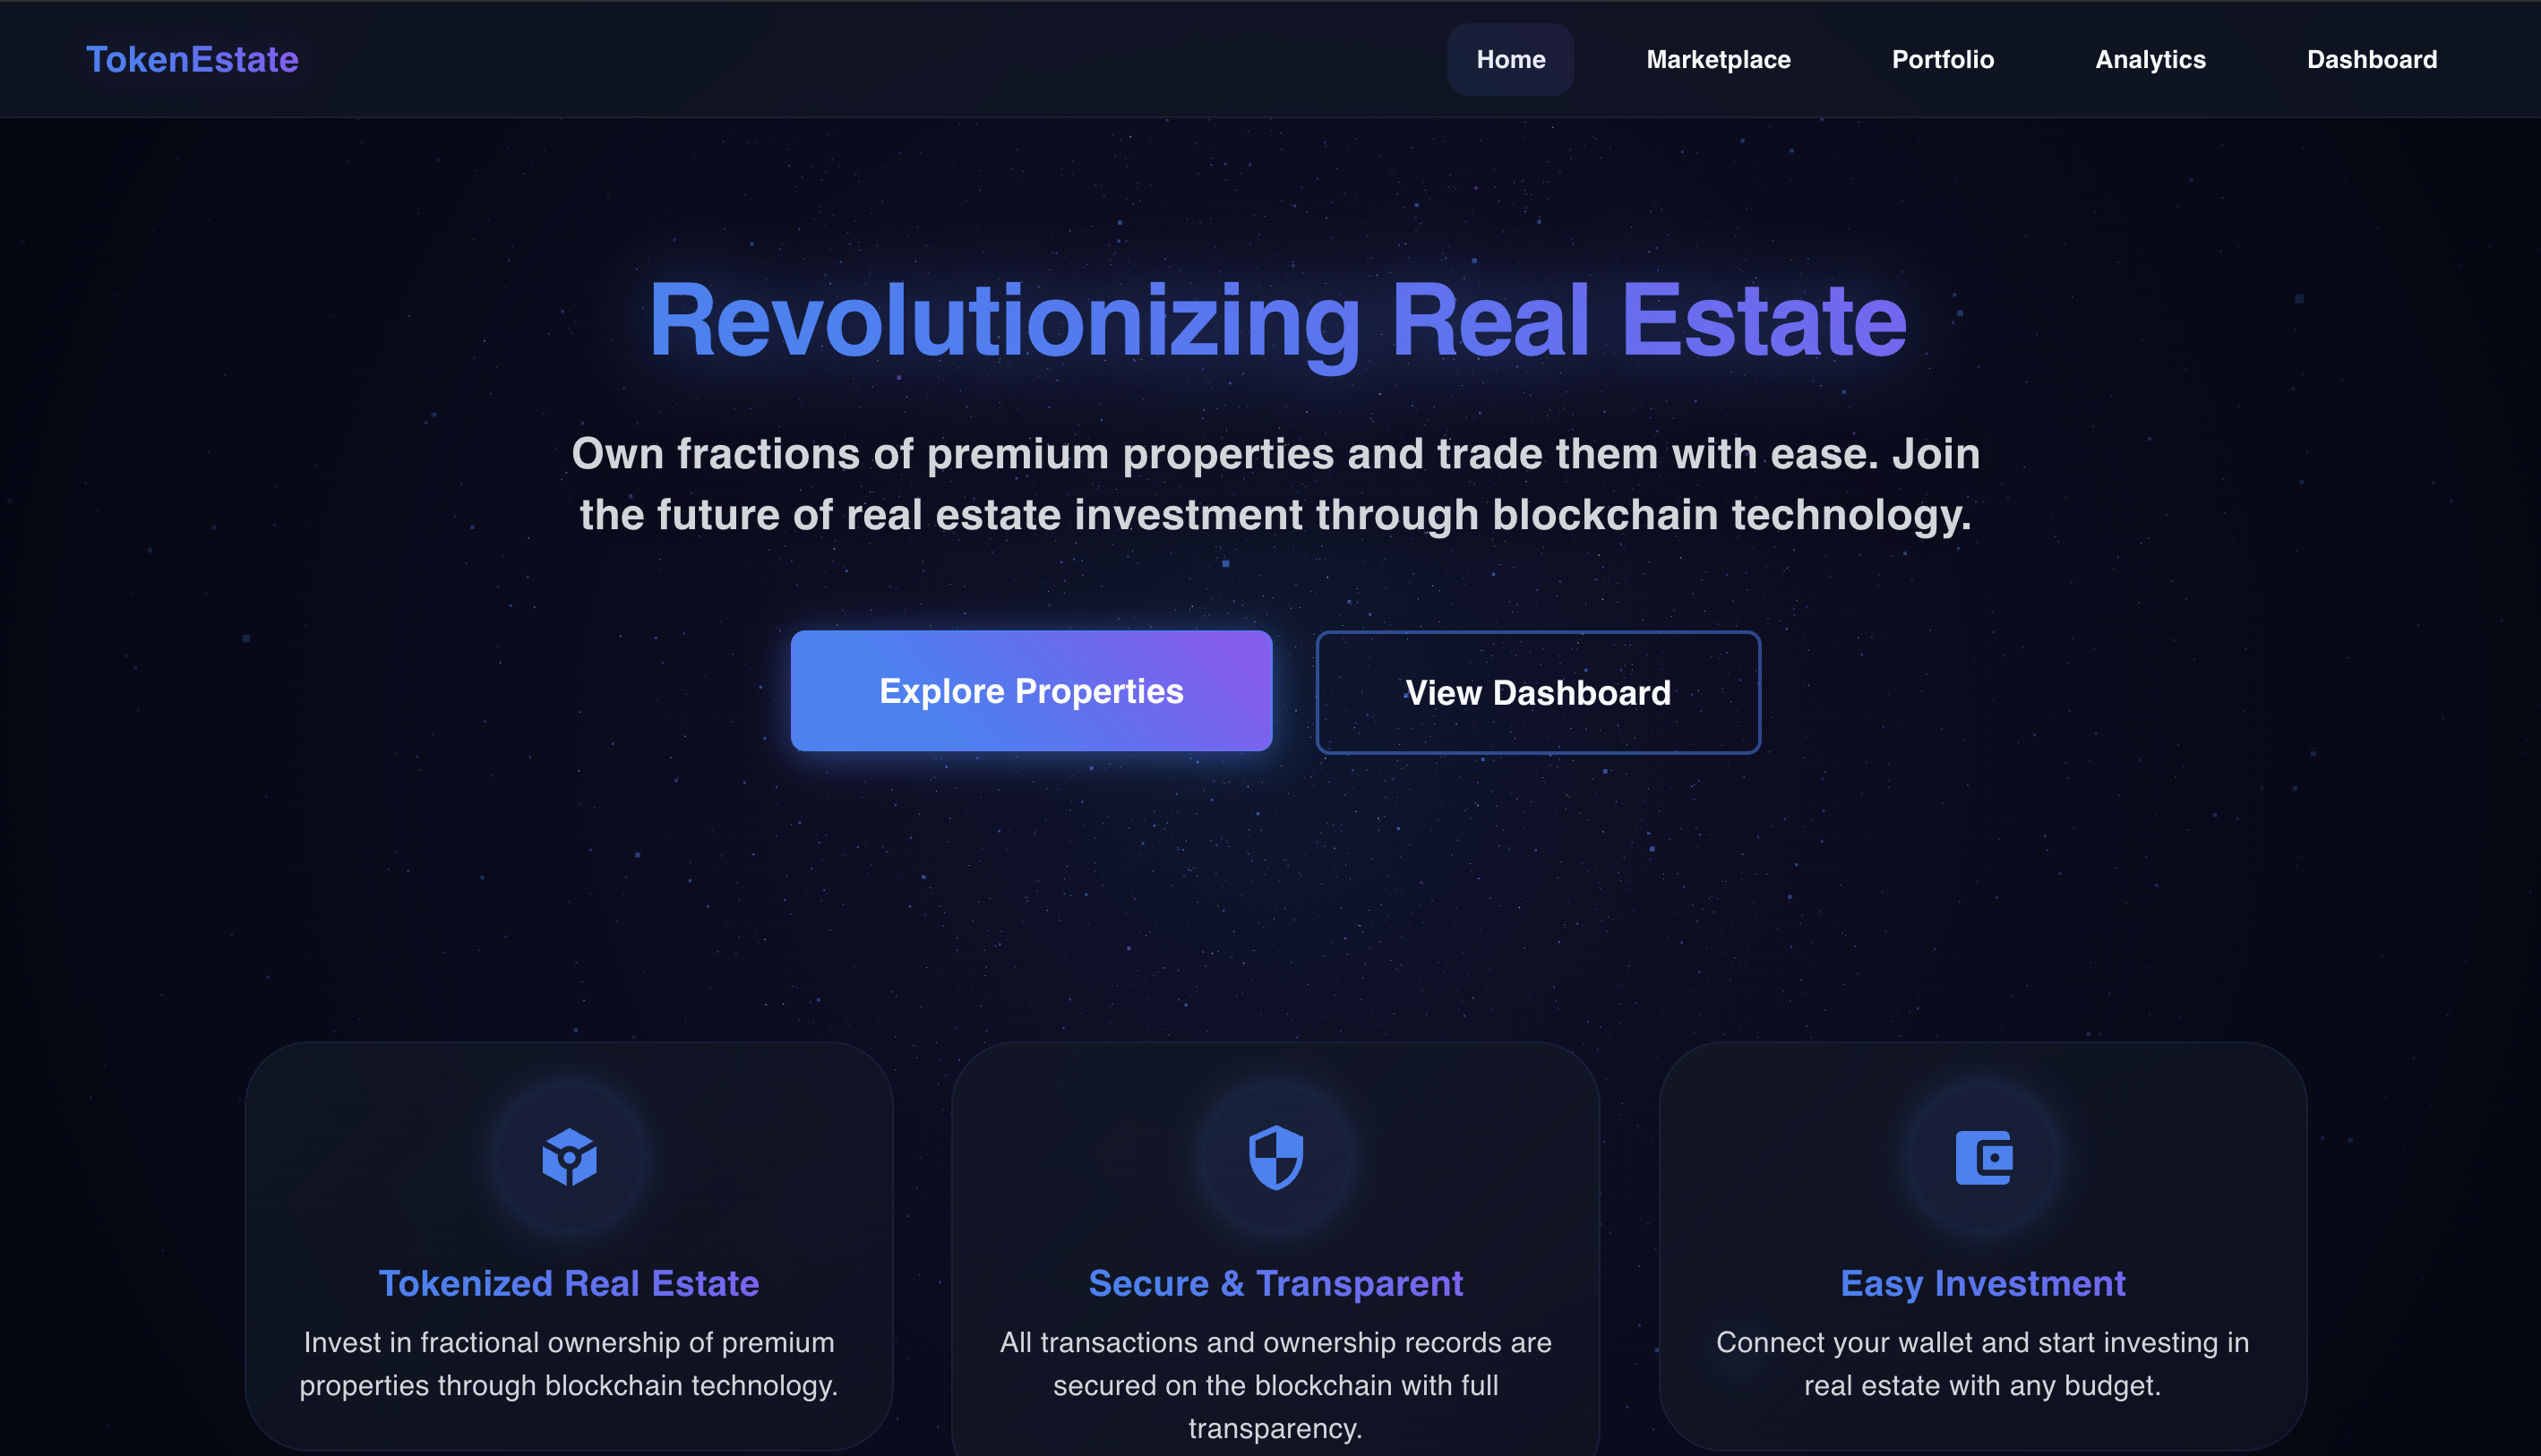 TokenEstate
Home
Marketplace
Portfolio
Analytics
Dashboard
Revolutionizing Real Estate
Own fractions of premium properties and trade them with ease. Join
the future of real estate investment through blockchain technology.
Explore Properties
View Dashboard
Tokenized Real Estate
Invest in fractional ownership of premium
properties through blockchain technology.
Secure & Transparent
All transactions and ownership records are
secured on the blockchain with full
transparency.
Easy Investment
Connect your wallet and start investing in
real estate with any budget.